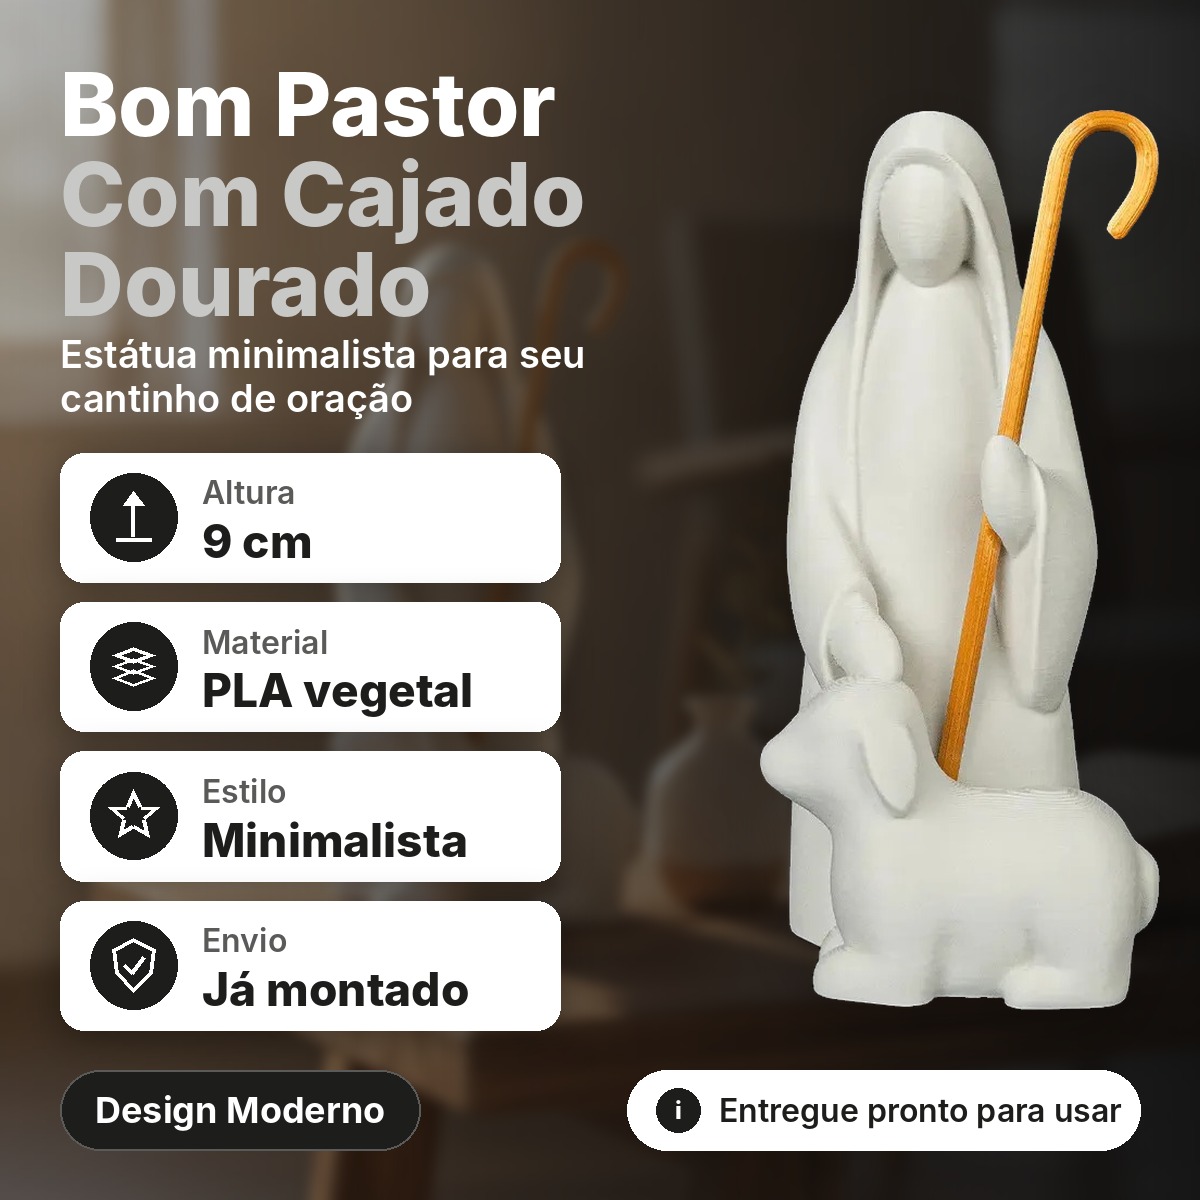 Bom Pastor
Com Cajado
Dourado
Estátua minimalista para seu
cantinho de oração
Altura
9 cm
Material
PLA vegetal
Estilo
Minimalista
Envio
Já montado
Design Moderno
i Entregue pronto para usar